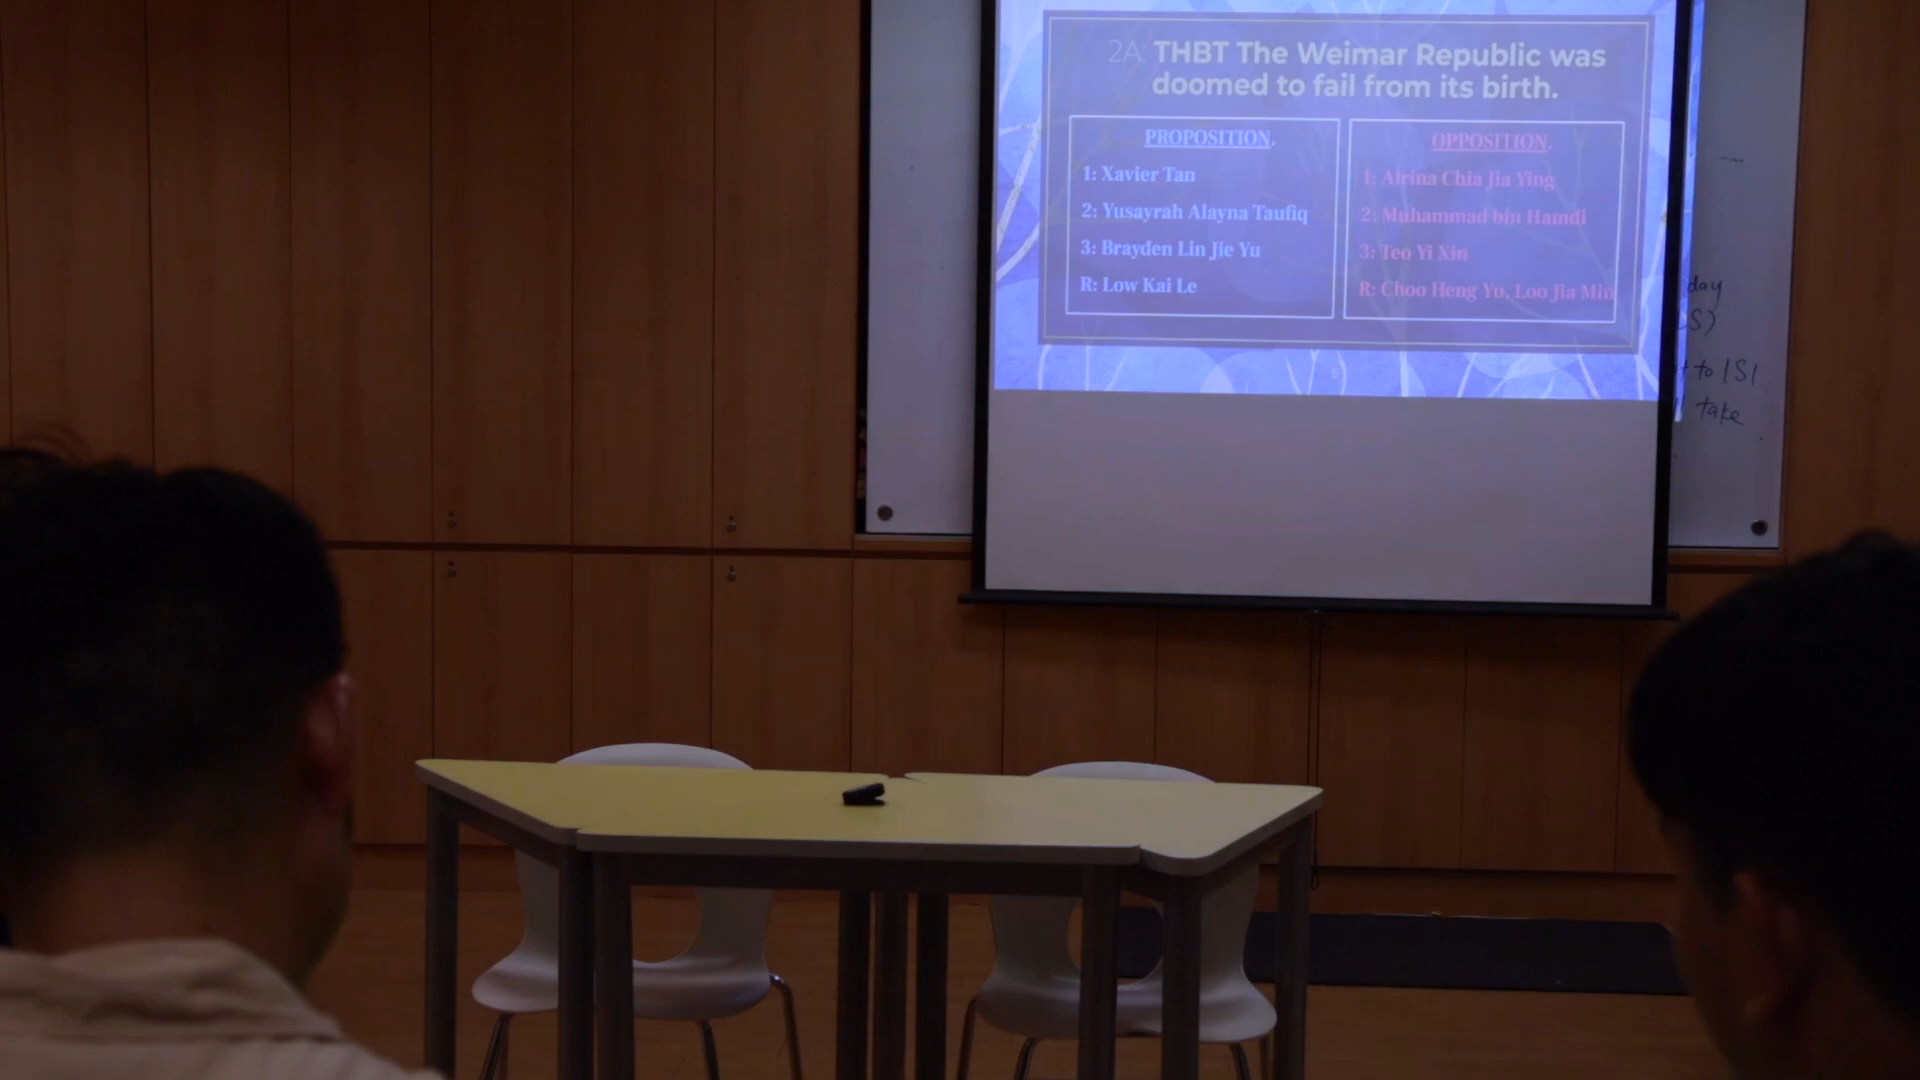 2A: THBT The Weimar Republic was
doomed to fail from its birth.
PROPOSITION.
1: Xavier Tan
2: Yusayrah Alayna Taufiq
3: Brayden Lin Jie Yu
R: Low Kai Le
OPPOSITION.
1: Alrina Chia Jia Ying
2: Muhammad bin Hamdi
3: Teo Yi Xin
R: Choo Heng Yu, Loo Jia Min
day
to 1S1
take